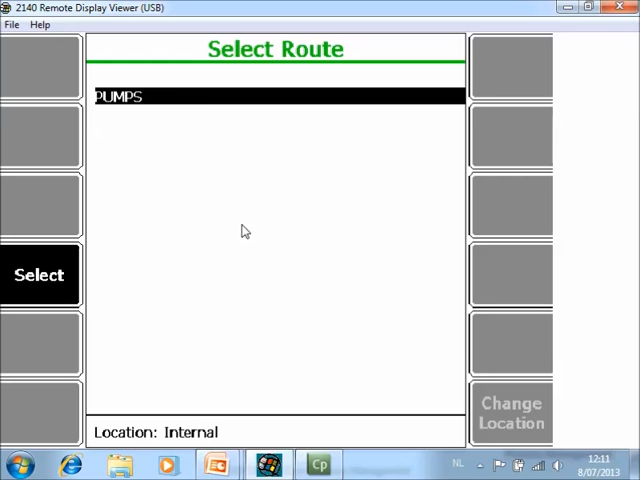 2140 Remote Display Viewer (USB)
File Help
Select Route
PUMPS
Select
Change
Location
Location: Internal
Cp
NL
12:11
8/07/2013